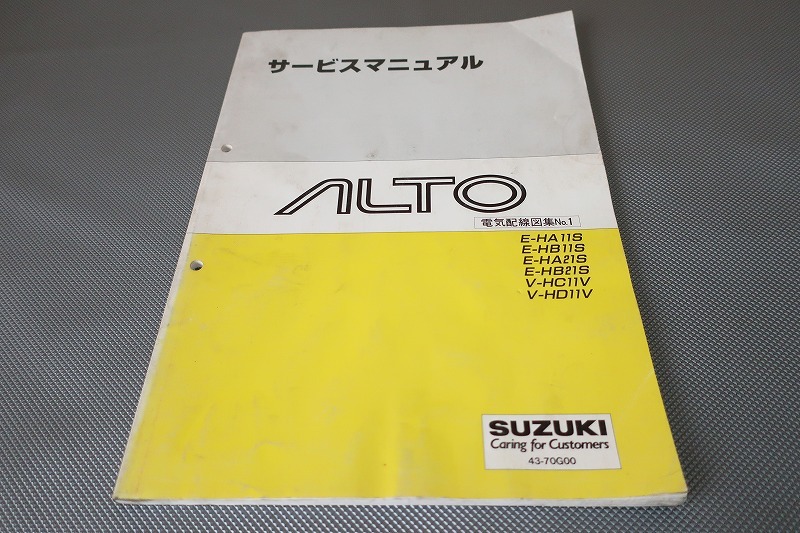 サービスマニュアル
ALTO
電気配線図集No.1
E-HA11S
E-HB11S
E-HA21S
E-HB21S
V-HC11V
V-HD11V
SUZUKI
Caring for Customers
43-70G00